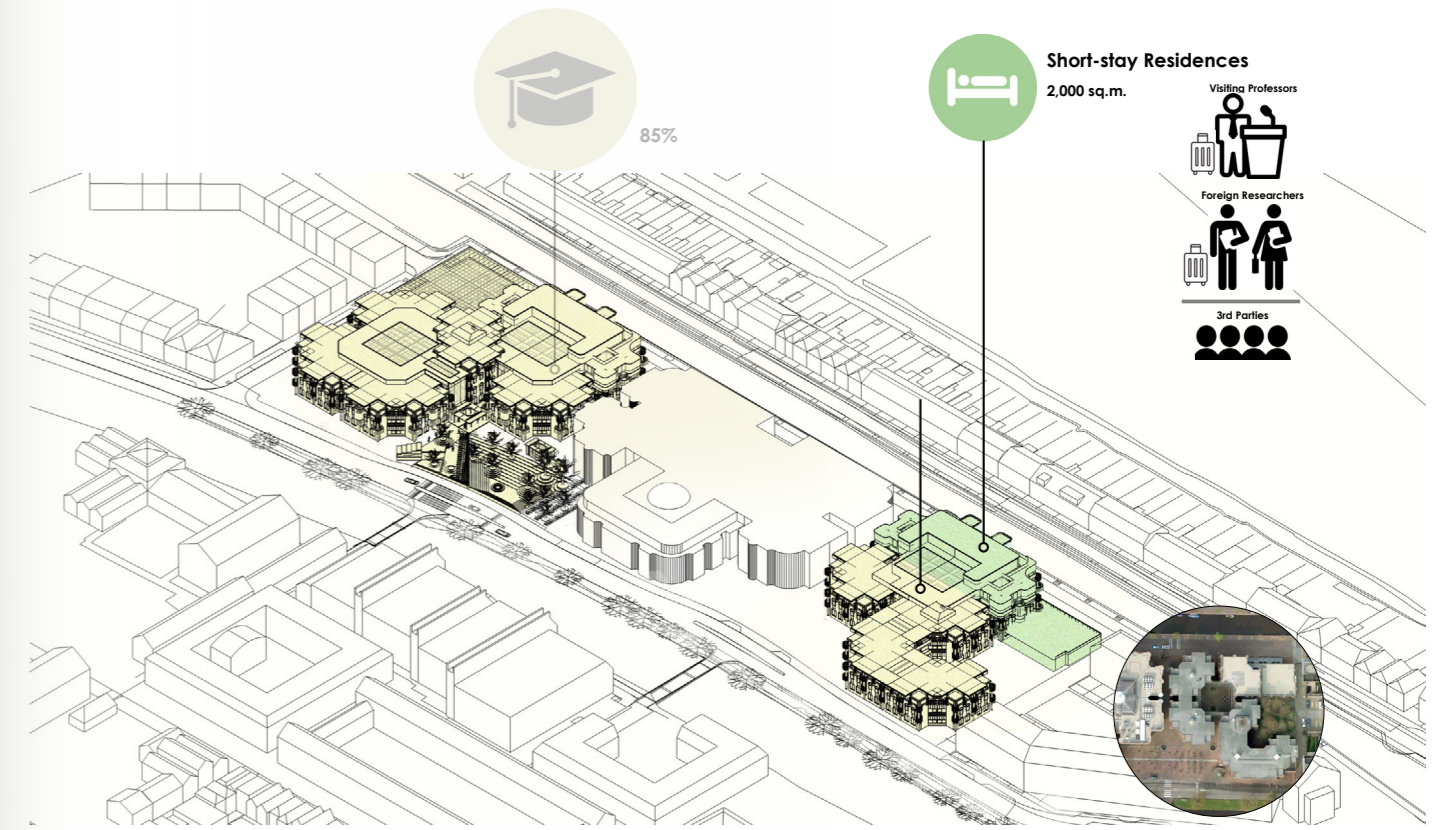 85%
Short-stay Residences
2,000 sq.m.
Visiting Professors
Foreign Researchers
3rd Parties